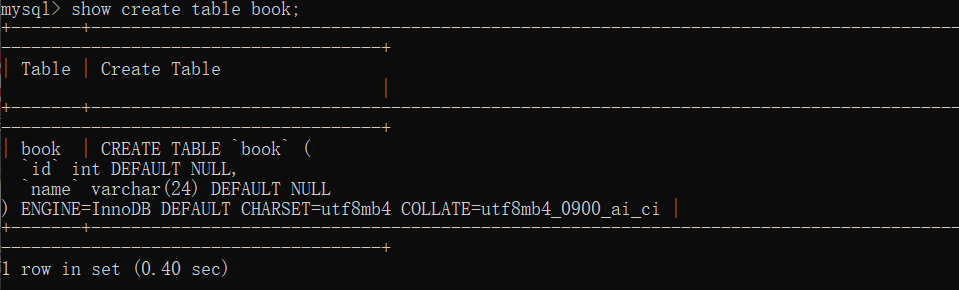 mysql> show create table book;
+-------+----------------------------------------------------------------------------------------
--------------------------------------+
| Table | Create Table
                                      |
+-------+----------------------------------------------------------------------------------------
--------------------------------------+
| book  | CREATE TABLE `book` (
  `id` int DEFAULT NULL,
  `name` varchar(24) DEFAULT NULL
) ENGINE=InnoDB DEFAULT CHARSET=utf8mb4 COLLATE=utf8mb4_0900_ai_ci |
+-------+----------------------------------------------------------------------------------------
--------------------------------------+
1 row in set (0.40 sec)